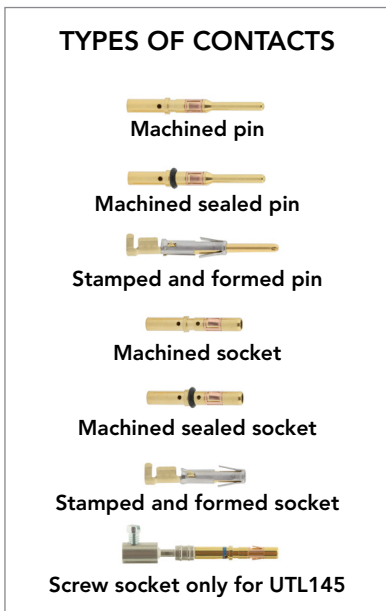 TYPES OF CONTACTS
Machined pin
Machined sealed pin
Stamped and formed pin
Machined socket
Machined sealed socket
Stamped and formed socket
Screw socket only for UTL145